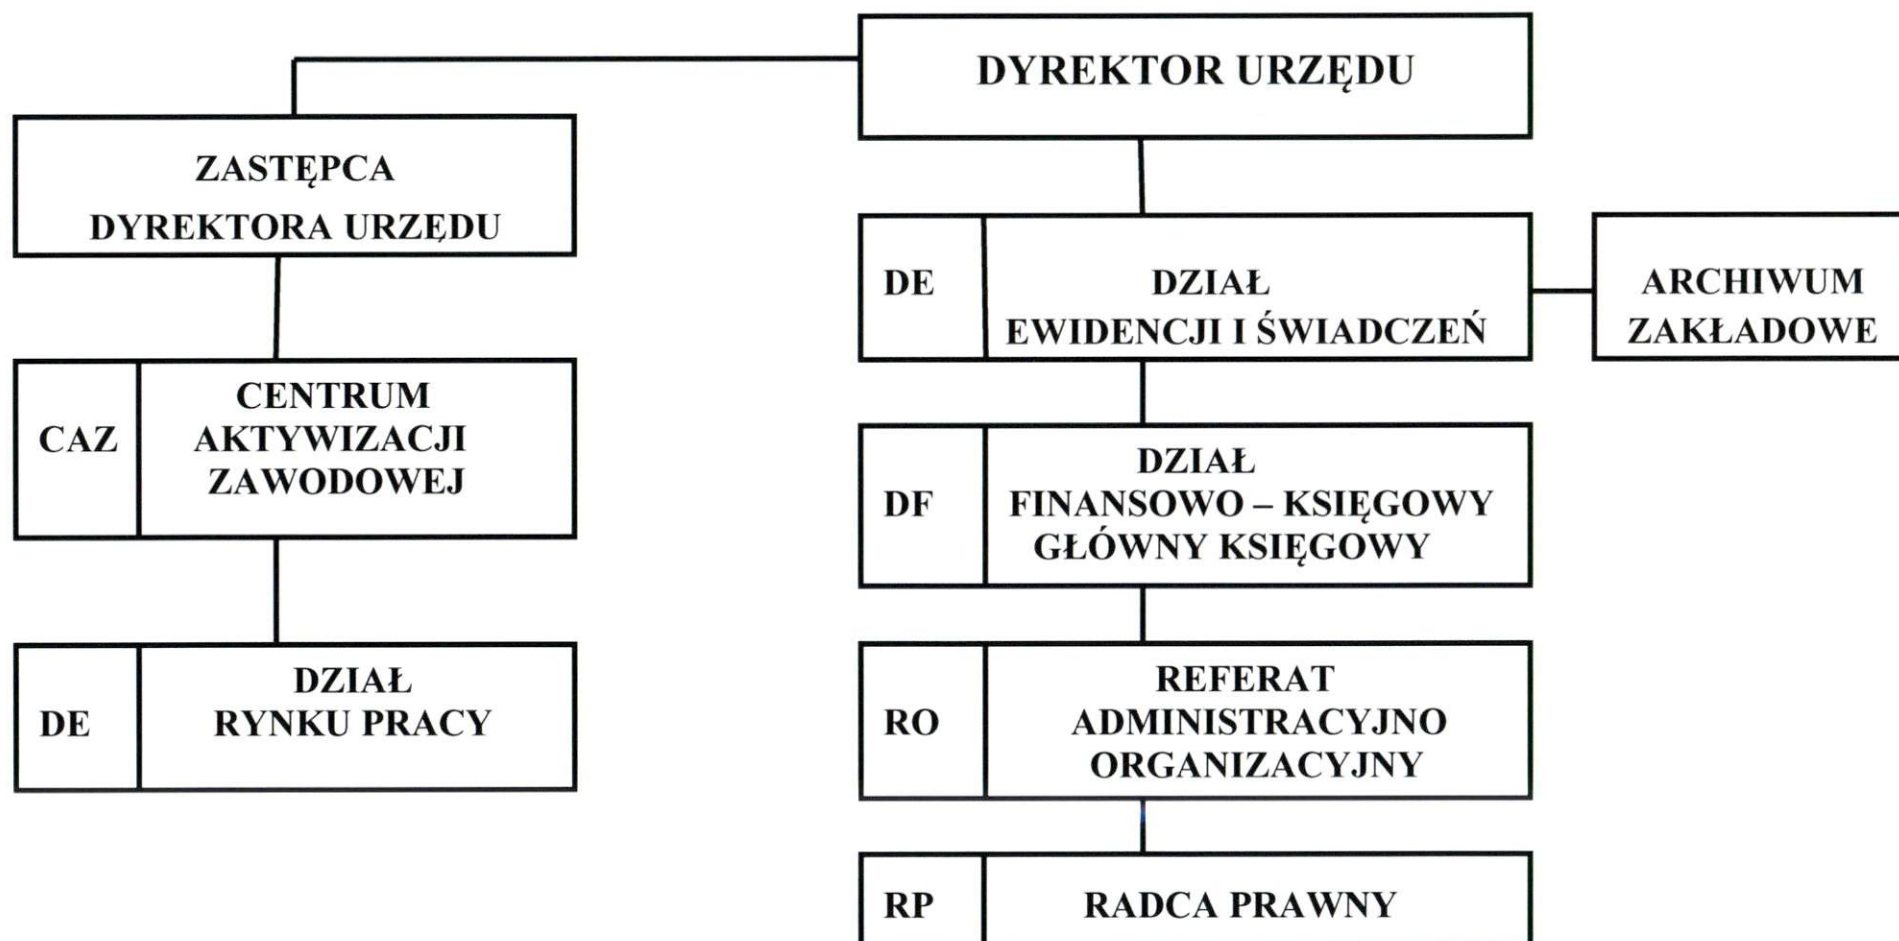 DYREKTOR URZĘDU
ZASTĘPCA
DYREKTORA URZĘDU
DE
DZIAŁ
EWIDENCJI I ŚWIADCZEŃ
ARCHIWUM
ZAKŁADOWE
CAZ
CENTRUM
AKTYWIZACJI
ZAWODOWEJ
DF
DZIAŁ
FINANSOWO – KSIĘGOWY
GŁÓWNY KSIĘGOWY
DE
DZIAŁ
RYNKU PRACY
RO
REFERAT
ADMINISTRACYJNO
ORGANIZACYJNY
RP
RADCA PRAWNY